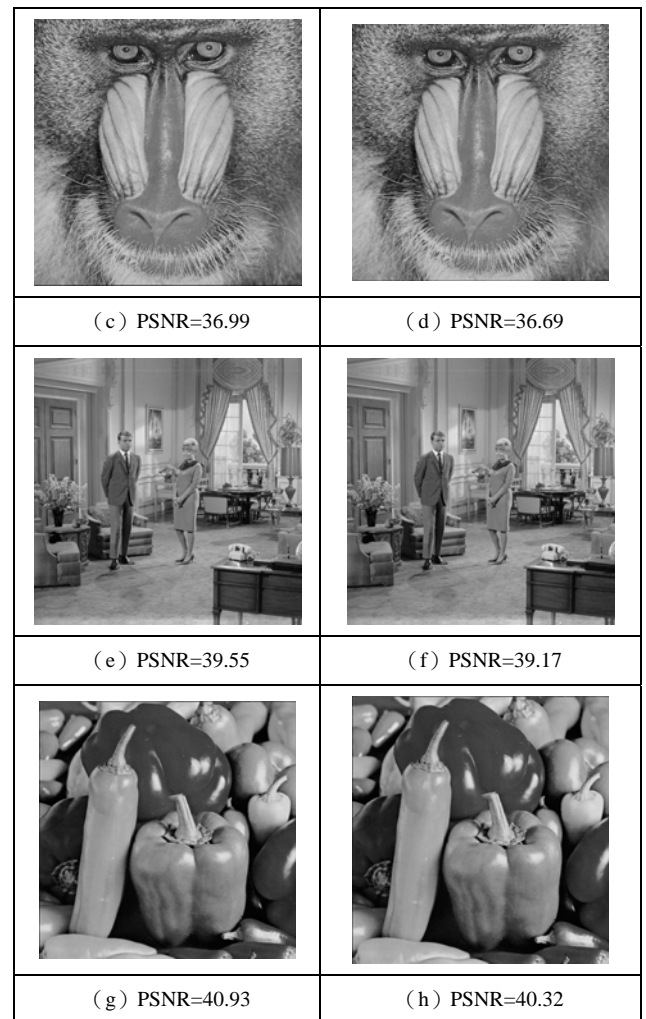 （c）PSNR=36.99
（d）PSNR=36.69
（e）PSNR=39.55
（f）PSNR=39.17
（g）PSNR=40.93
（h）PSNR=40.32